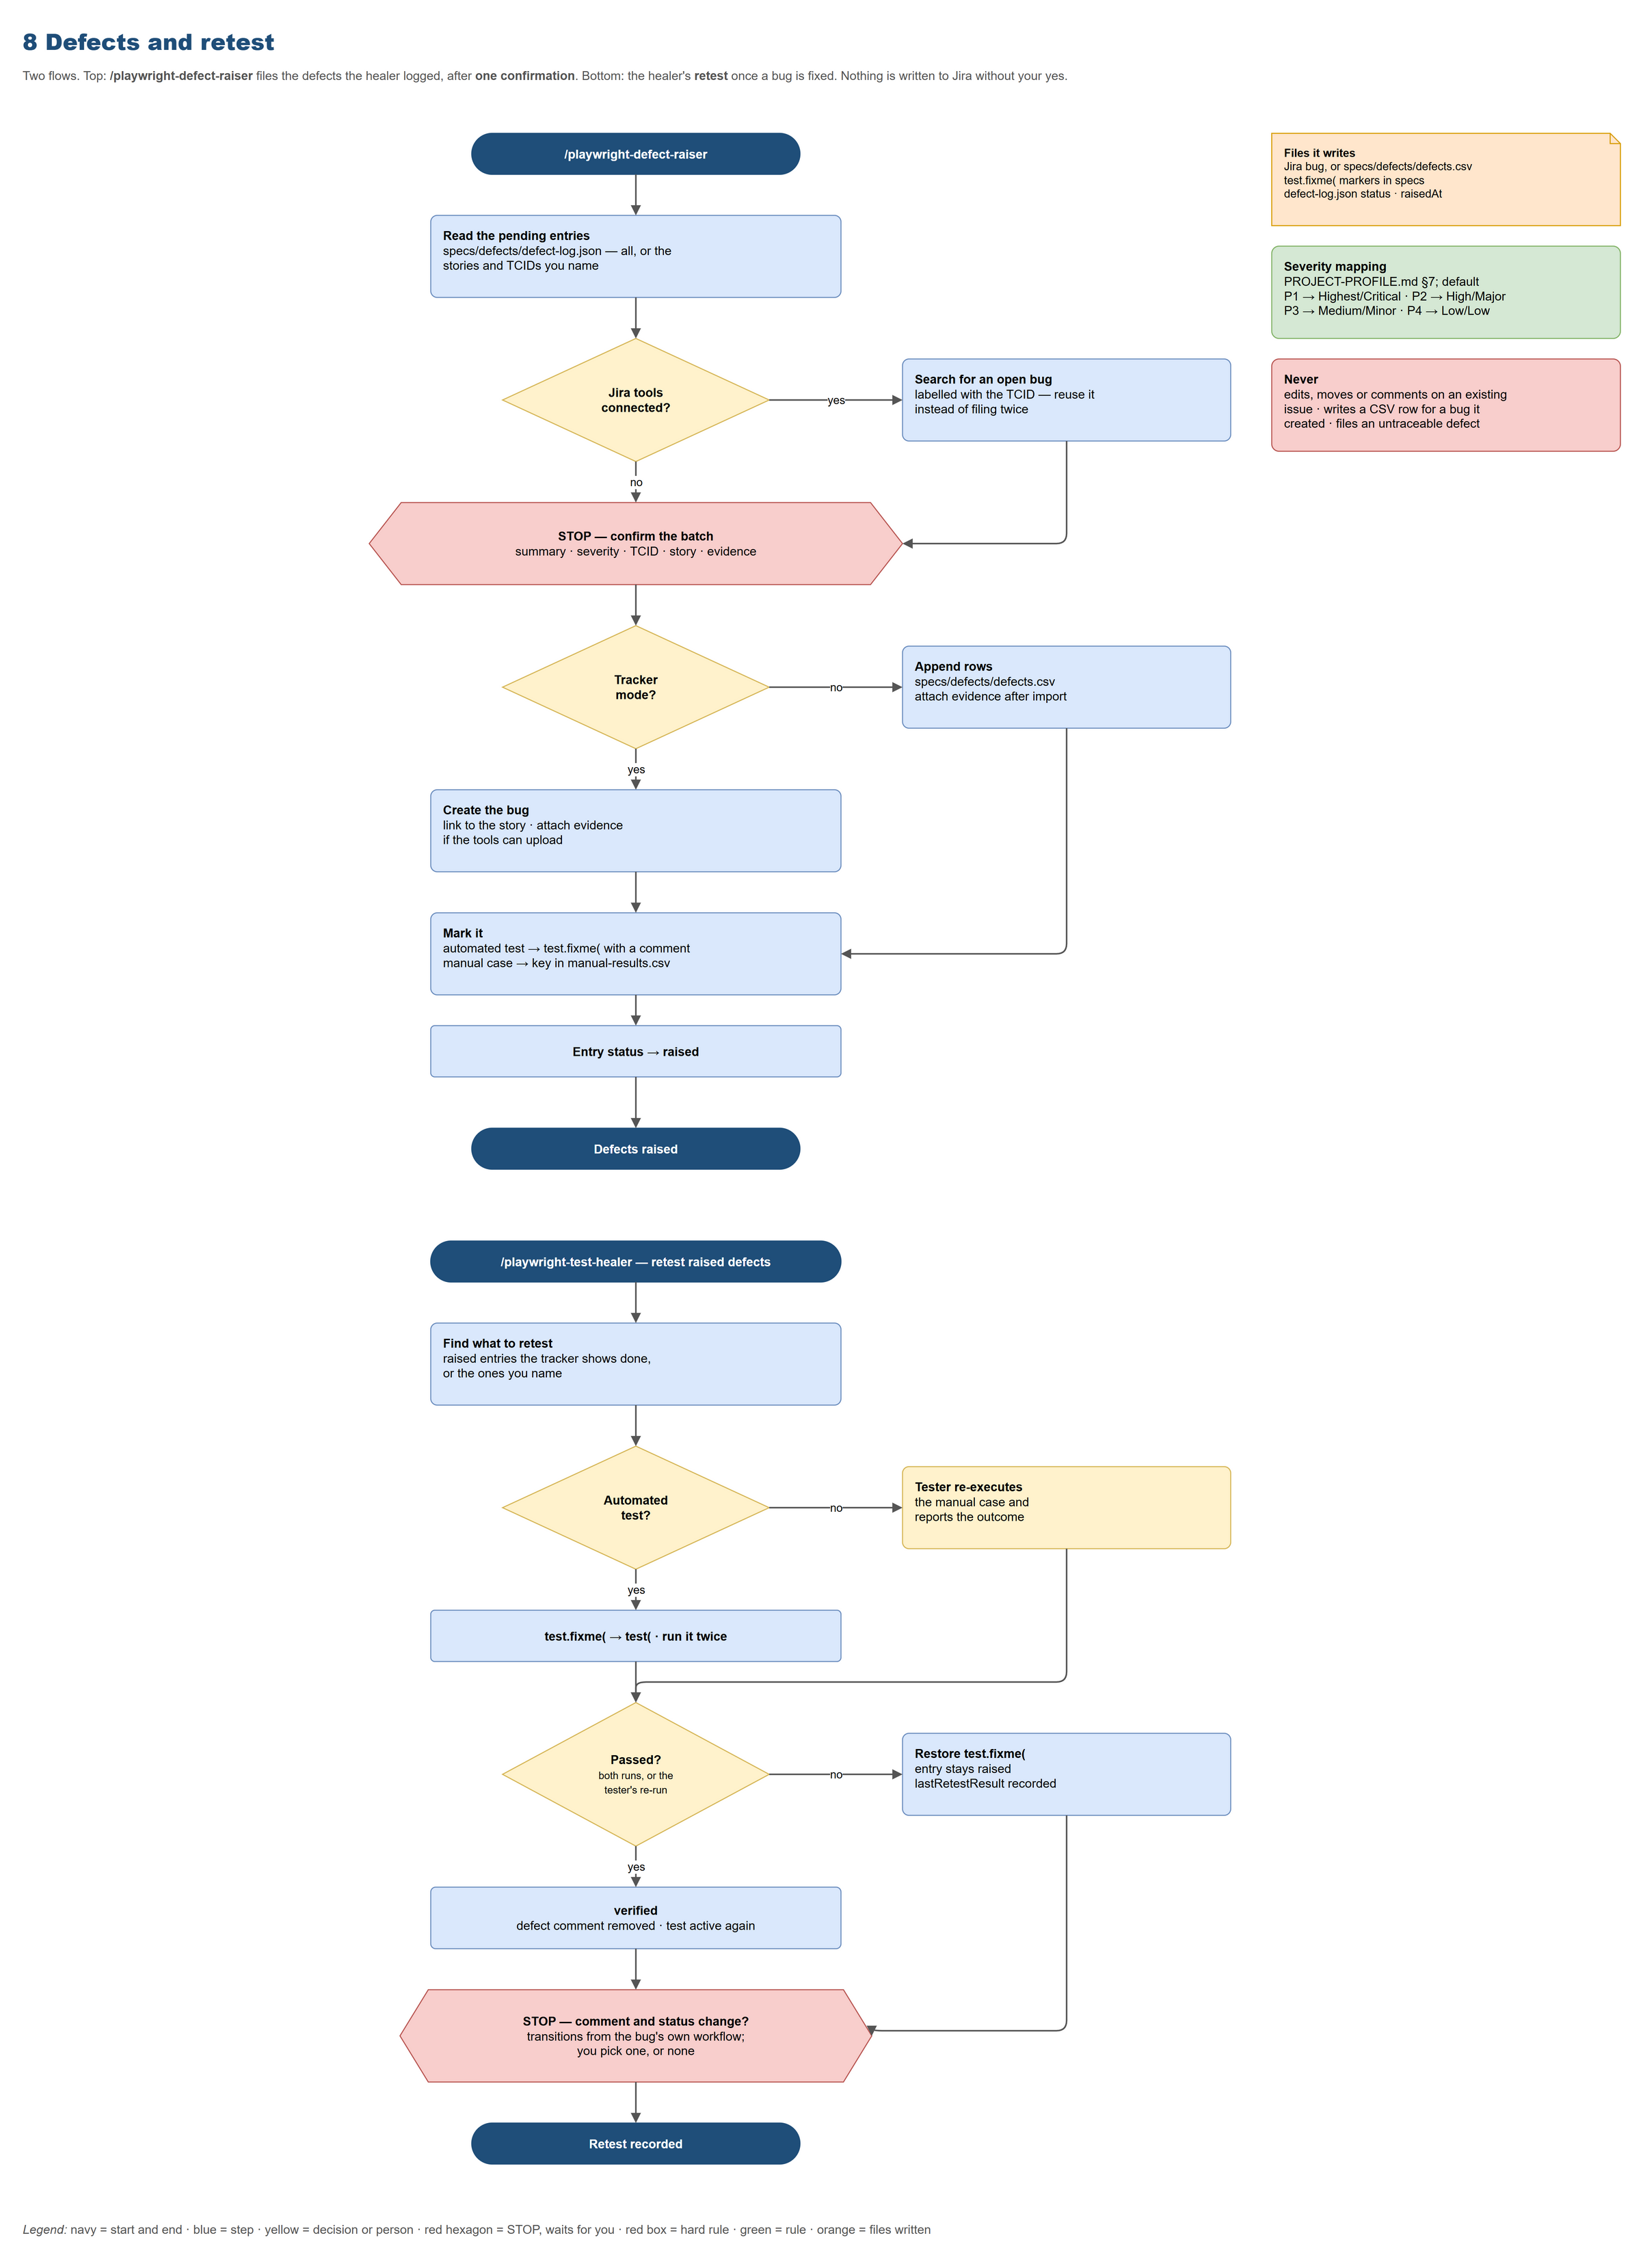 8 Defects and retest
Two flows. Top: /playwright-defect-raiser files the defects the healer logged, after one confirmation. Bottom: the healer's retest once a bug is fixed. Nothing is written to Jira without your yes.
/playwright-defect-raiser
Files it writes
Jira bug, or specs/defects/defects.csv
test.fixme( markers in specs
defect-log.json status · raisedAt
Read the pending entries
specs/defects/defect-log.json — all, or the
stories and TCIDs you name
Severity mapping
PROJECT-PROFILE.md §7; default
P1 → Highest/Critical · P2 → High/Major
P3 → Medium/Minor · P4 → Low/Low
Jira tools
connected?
yes
Search for an open bug
labelled with the TCID — reuse it
instead of filing twice
Never
edits, moves or comments on an existing
issue · writes a CSV row for a bug it
created · files an untraceable defect
no
STOP — confirm the batch
summary · severity · TCID · story · evidence
Tracker
mode?
no
Append rows
specs/defects/defects.csv
attach evidence after import
yes
Create the bug
link to the story · attach evidence
if the tools can upload
Mark it
automated test → test.fixme( with a comment
manual case → key in manual-results.csv
Entry status → raised
Defects raised
/playwright-test-healer — retest raised defects
Find what to retest
raised entries the tracker shows done,
or the ones you name
Automated
test?
no
Tester re-executes
the manual case and
reports the outcome
yes
test.fixme( → test( · run it twice
Passed?
both runs, or the
tester's re-run
no
Restore test.fixme(
entry stays raised
lastRetestResult recorded
yes
verified
defect comment removed · test active again
STOP — comment and status change?
transitions from the bug's own workflow;
you pick one, or none
Retest recorded
Legend: navy = start and end · blue = step · yellow = decision or person · red hexagon = STOP, waits for you · red box = hard rule · green = rule · orange = files written